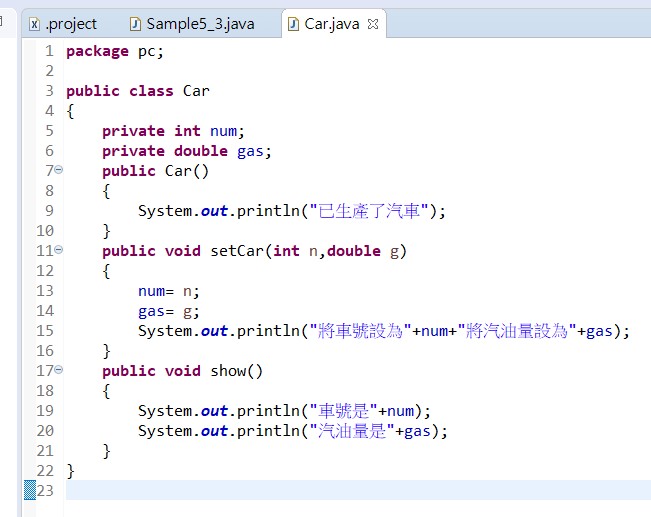 .project Sample5_3.java Car.java
1 package pc;
2
3 public class Car
4 {
5     private int num;
6     private double gas;
7     public Car()
8     {
9         System.out.println("已生產了汽車");
10     }
11     public void setCar(int n,double g)
12     {
13         num= n;
14         gas= g;
15         System.out.println("將車號設為"+num+"將汽油量設為"+gas);
16     }
17     public void show()
18     {
19         System.out.println("車號是"+num);
20         System.out.println("汽油量是"+gas);
21     }
22 }
23